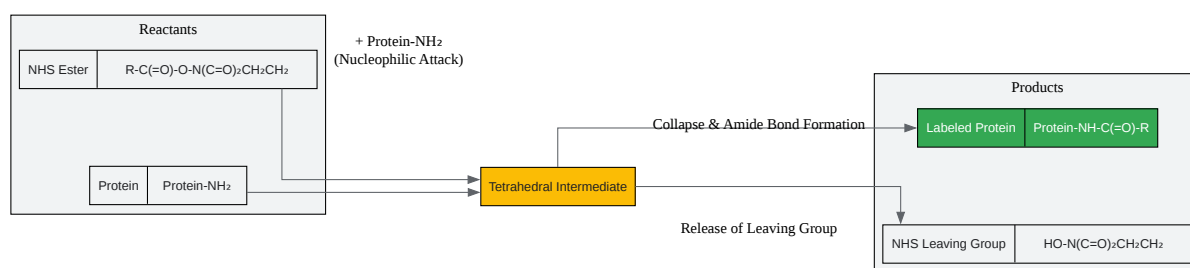 Reactants
NHS Ester
R-C(=O)-O-N(C=O)₂CH₂CH₂
+ Protein-NH₂
(Nucleophilic Attack)
Protein
Protein-NH₂
Tetrahedral Intermediate
Collapse & Amide Bond Formation
Release of Leaving Group
Products
Labeled Protein
Protein-NH-C(=O)-R
NHS Leaving Group
HO-N(C=O)₂CH₂CH₂